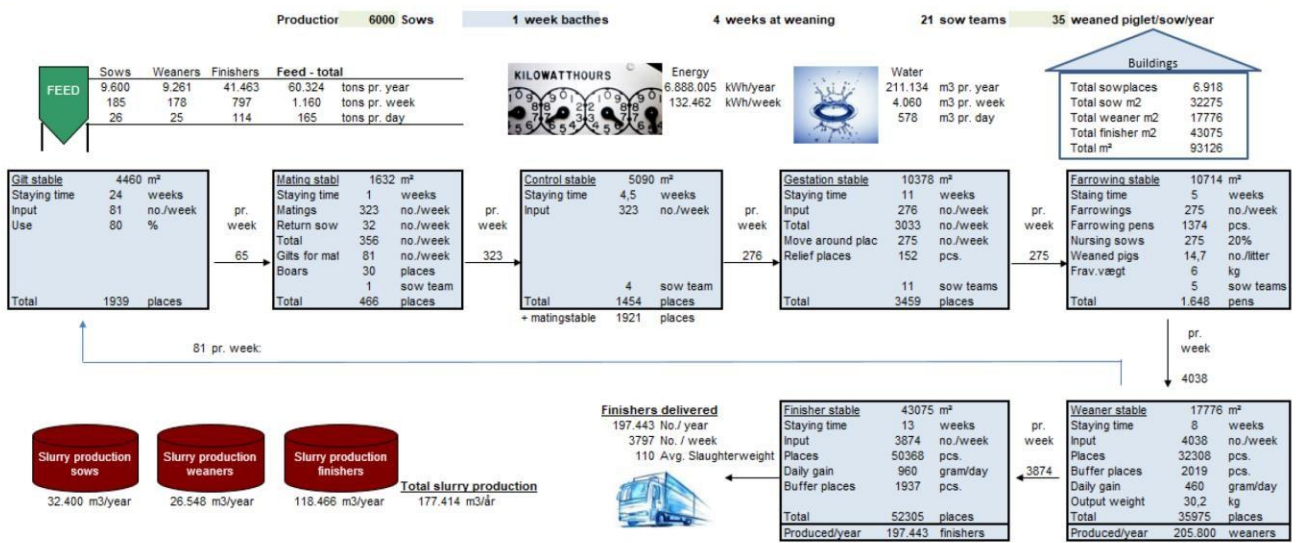 Production 6000 Sows 1 week bacthes 4 weeks at weaning 21 sow teams 35 weaned piglet/sow/year
FEED
Sows Weaners Finishers Feed - total
9.600 9.261 41.463 60.324 tons pr. year
185 178 797 1.160 tons pr. week
26 25 114 165 tons pr. day
KILOWATTHOURS
Energy
6.888.005 kWh/year
132.462 kWh/week
Water
211.134 m3 pr. year
4.060 m3 pr. week
578 m3 pr. day
Buildings
Total sowplaces 6.918
Total sow m2 32275
Total weaner m2 17776
Total finisher m2 43075
Total m² 93126
Gilt stable 4460 m²
Staying time 24 weeks
Input 81 no./week
Use 80 %
Total 1939 places
pr.
week
65
Mating stabl 1632 m²
Staying time 1 weeks
Matings 323 no./week
Return sow 32 no./week
Total 356 no./week
Gilts for mat 81 no./week
Boars 30 places
1 sow team
Total 466 places
pr.
week
323
Control stable 5090 m²
Staying time 4,5 weeks
Input 323 no./week
4 sow team
Total 1454 places
+ matingstable 1921 places
pr.
week
276
Gestation stable 10378 m²
Staying time 11 weeks
Input 276 no./week
Total 3033 no./week
Move around plac 275 no./week
Relief places 152 pcs.
11 sow teams
Total 3459 places
pr.
week
275
Farrowing stable 10714 m²
Staing time 5 weeks
Farrowings 275 no./week
Farrowing pens 1374 pcs.
Nursing sows 275 20%
Weaned pigs 14,7 no./litter
Frav.vægt 6 kg
5 sow teams
Total 1.648 pens
pr.
week
4038
81 pr. week:
Slurry production sows
32.400 m3/year
Slurry production weaners
26.548 m3/year
Slurry production finishers
118.466 m3/year
Total slurry production
177.414 m3/år
Finishers delivered
197.443 No./ year
3797 No. / week
110 Avg. Slaughterweight
Finisher stable 43075 m²
Staying time 13 weeks
Input 3874 no./week
Places 50368 pcs.
Daily gain 960 gram/day
Buffer places 1937 pcs.
Total 52305 places
Produced/year 197.443 finishers
pr.
week
3874
Weaner stable 17776 m²
Staying time 8 weeks
Input 4038 no./week
Places 32308 pcs.
Buffer places 2019 pcs.
Daily gain 460 gram/day
Output weight 30,2 kg
Total 35975 places
Produced/year 205.800 weaners